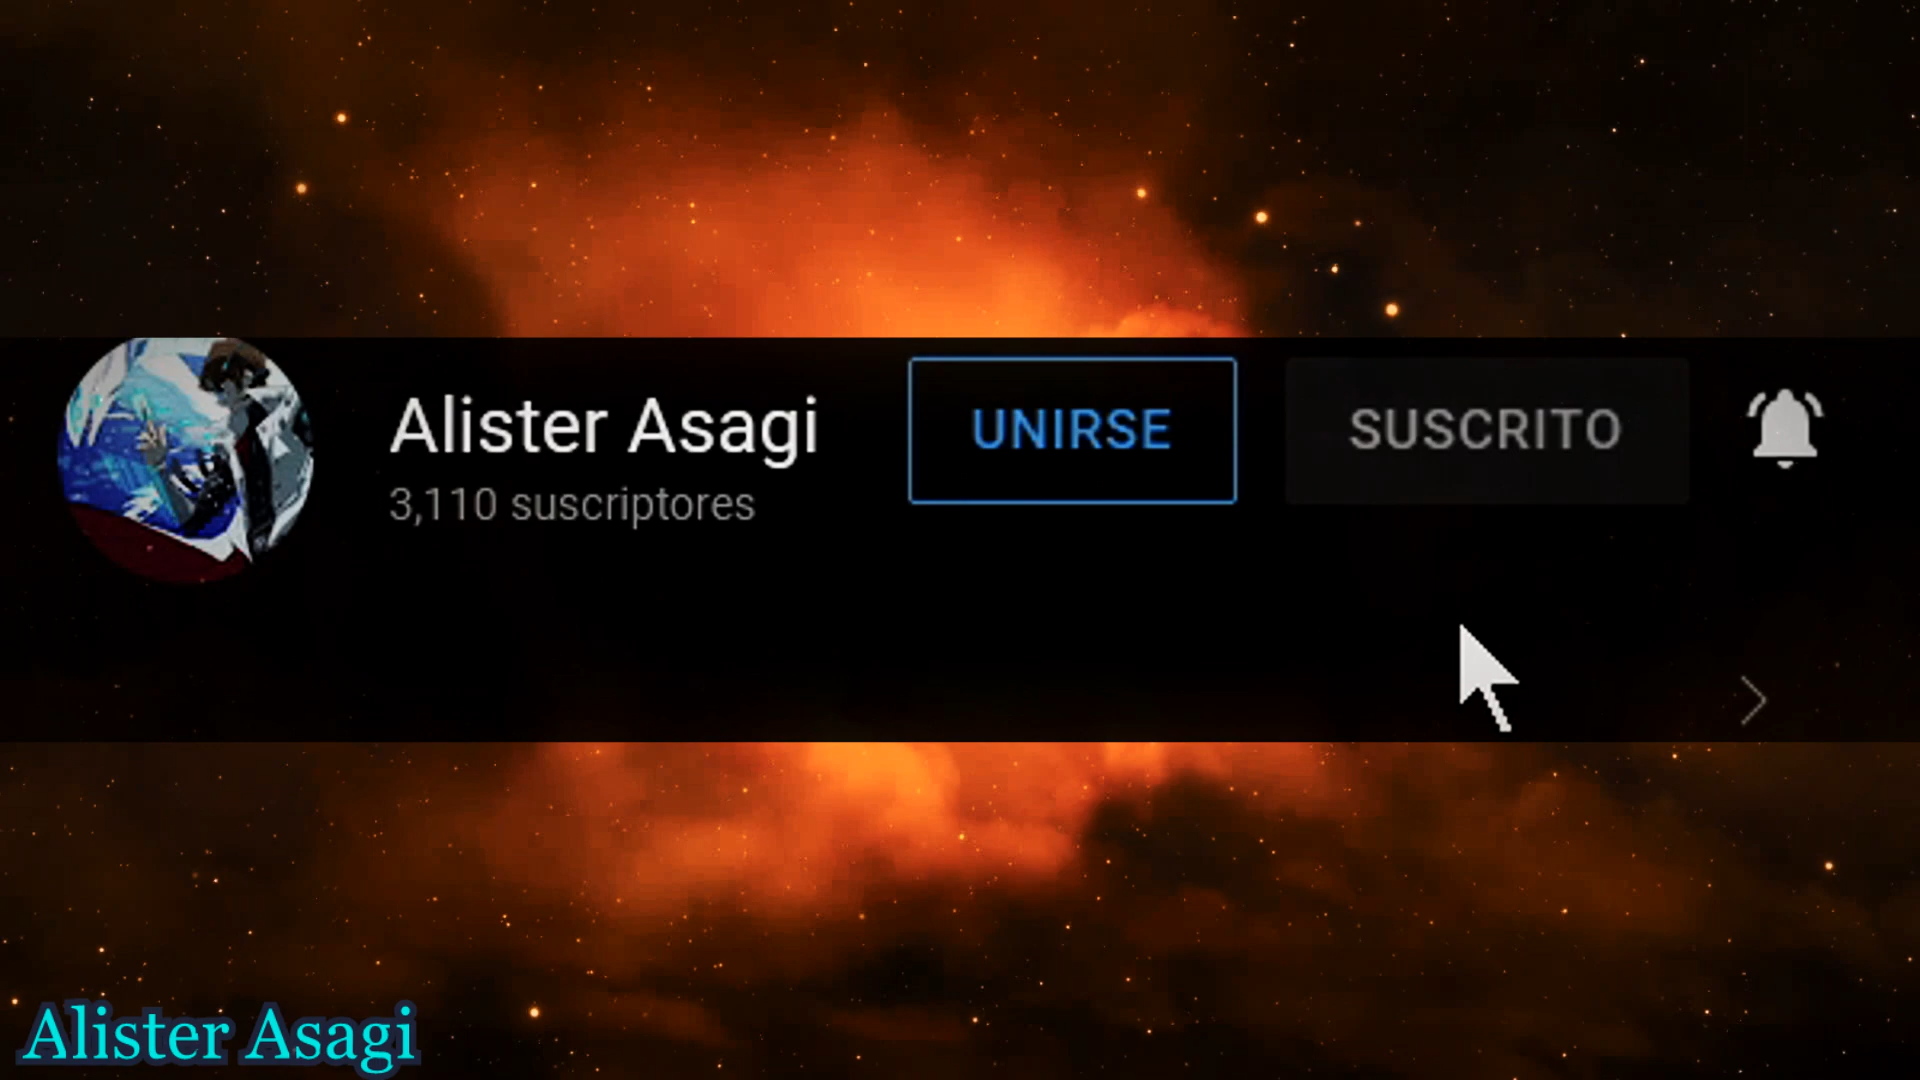 Alister Asagi
3,110 suscriptores
UNIRSE
SUSCRITO
Alister Asagi